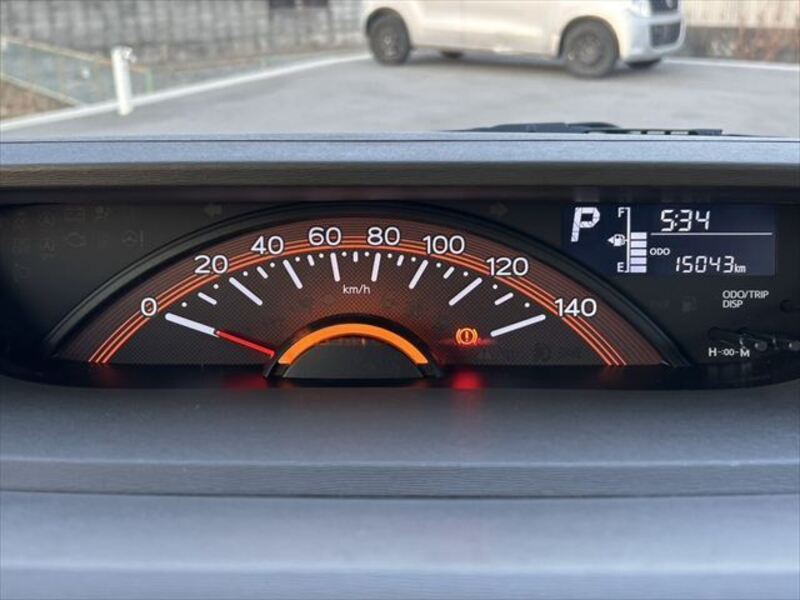 0 20 40 60 80 100 120 140
km/h
P F 5:34
E ODO 15043km
ODO/TRIP
DISP
H-:00-M